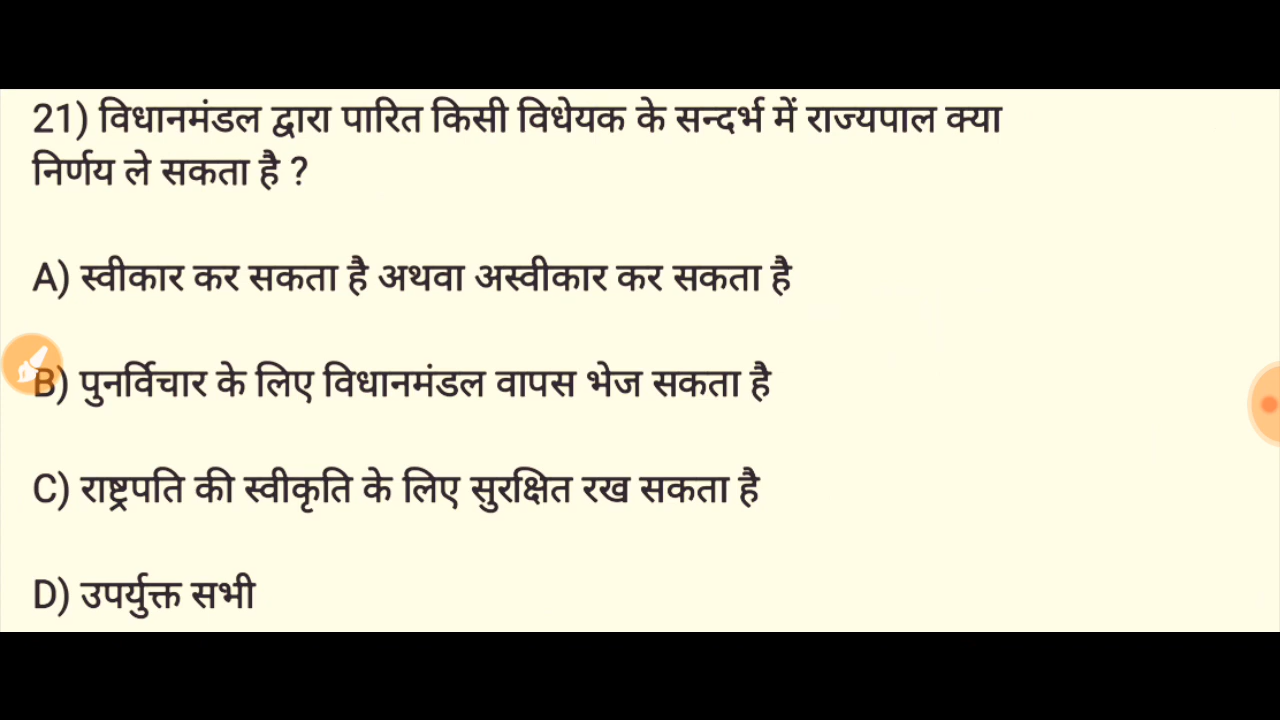 21) विधानमंडल द्वारा पारित किसी विधेयक के सन्दर्भ में राज्यपाल क्या
निर्णय ले सकता है ?
A) स्वीकार कर सकता है अथवा अस्वीकार कर सकता है
B) पुनर्विचार के लिए विधानमंडल वापस भेज सकता है
C) राष्ट्रपति की स्वीकृति के लिए सुरक्षित रख सकता है
D) उपर्युक्त सभी